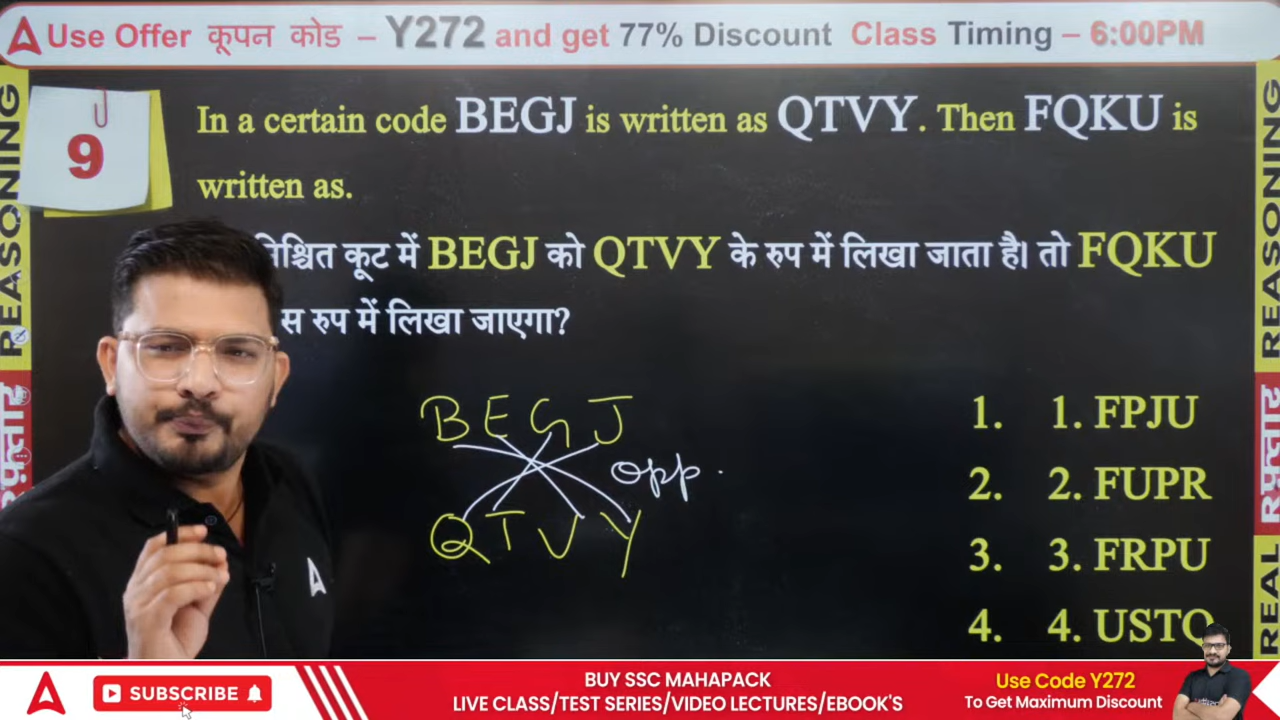 Use Offer कूपन कोड – Y272 and get 77% Discount Class Timing – 6:00PM
REASONING
REASONING
9
In a certain code BEGJ is written as QTVY. Then FQKU is
written as.
निश्चित कूट में BEGJ को QTVY के रुप में लिखा जाता है। तो FQKU
स रुप में लिखा जाएगा?
BEGJ
opp.
QTVY
1. 1. FPJU
2. 2. FUPR
3. 3. FRPU
4. 4. USTQ
रफ़्तार
रफ़्तार
REAL
SUBSCRIBE
BUY SSC MAHAPACK
LIVE CLASS/TEST SERIES/VIDEO LECTURES/EBOOK'S
Use Code Y272
To Get Maximum Discount